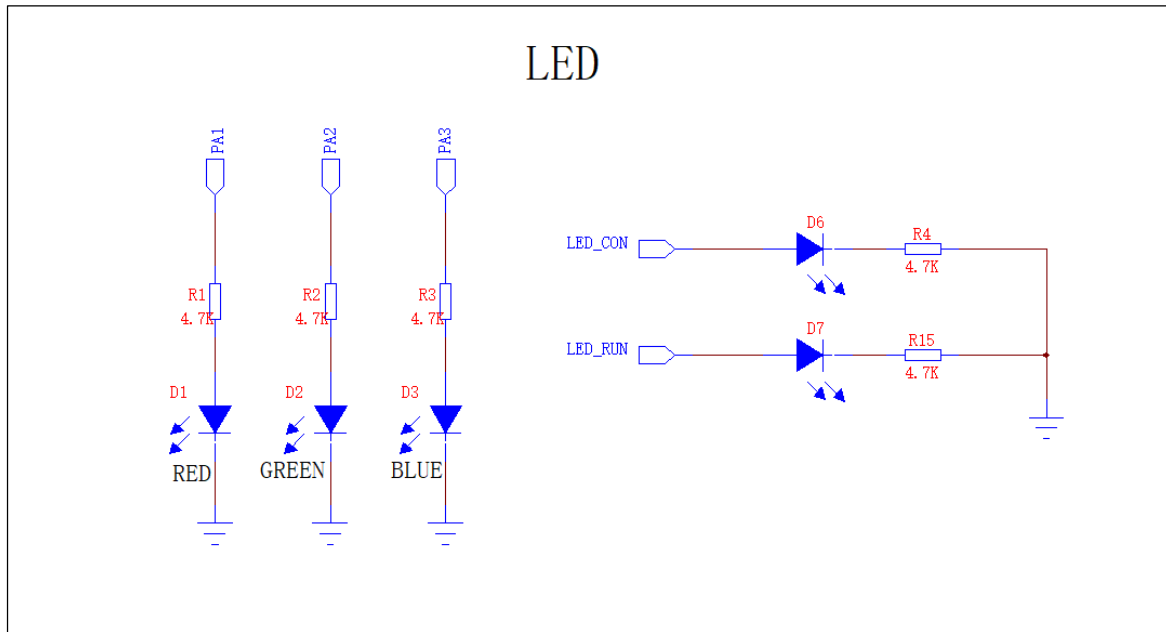 LED
PA1
PA2
PA3
R1
4.7K
R2
4.7K
R3
4.7K
D1
D2
D3
RED
GREEN
BLUE
LED_CON
D6
R4
4.7K
LED_RUN
D7
R15
4.7K